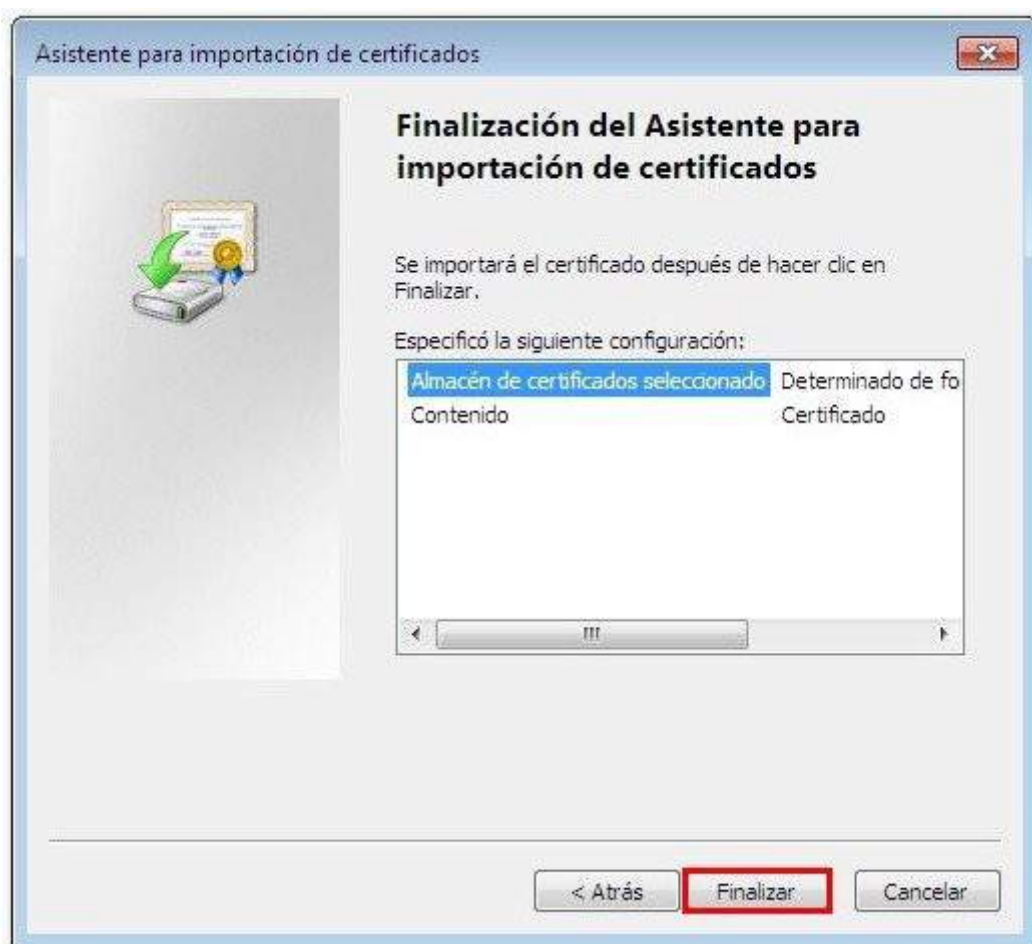 Asistente para importación de certificados
Finalización del Asistente para
importación de certificados
Se importará el certificado después de hacer clic en
Finalizar.
Especificó la siguiente configuración:
Almacén de certificados seleccionado Determinado de fo
Contenido Certificado
< Atrás Finalizar Cancelar